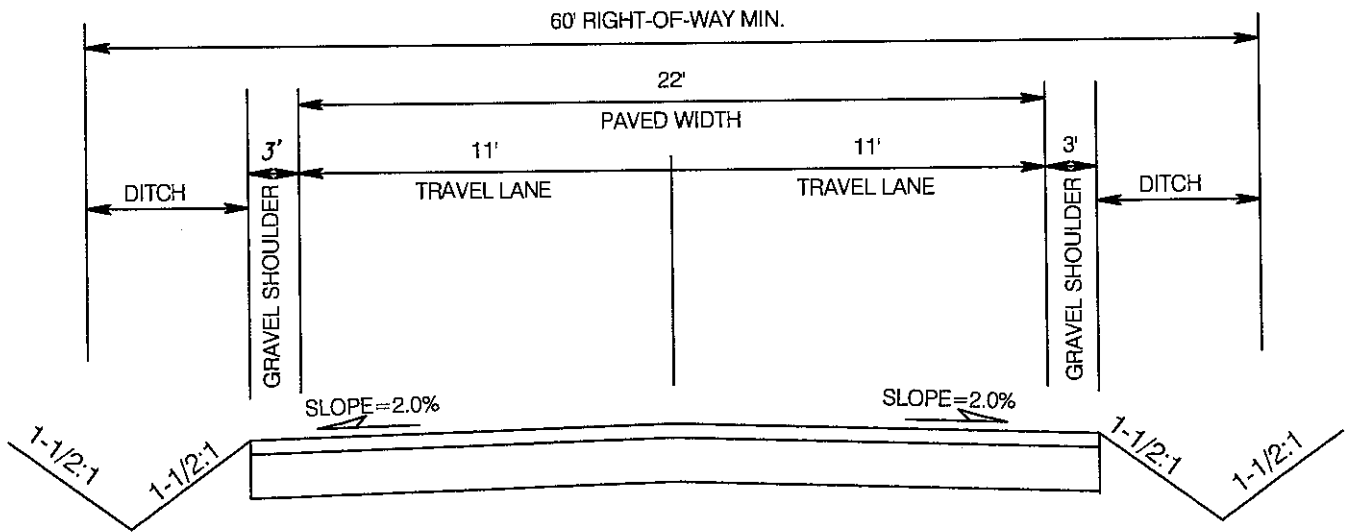 60' RIGHT-OF-WAY MIN.
22'
PAVED WIDTH
3'
11'
11'
3'
DITCH
TRAVEL LANE
TRAVEL LANE
DITCH
GRAVEL SHOULDER
GRAVEL SHOULDER
SLOPE=2.0%
SLOPE=2.0%
1-1/2:1
1-1/2:1
1-1/2:1
1-1/2:1